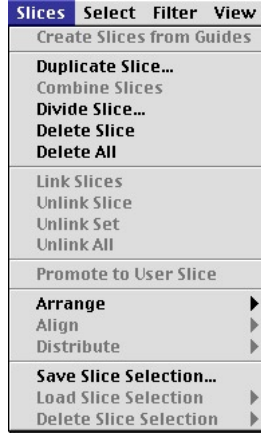 Slices Select Filter View
Create Slices from Guides
Duplicate Slice...
Combine Slices
Divide Slice...
Delete Slice
Delete All
Link Slices
Unlink Slice
Unlink Set
Unlink All
Promote to User Slice
Arrange
Align
Distribute
Save Slice Selection...
Load Slice Selection
Delete Slice Selection